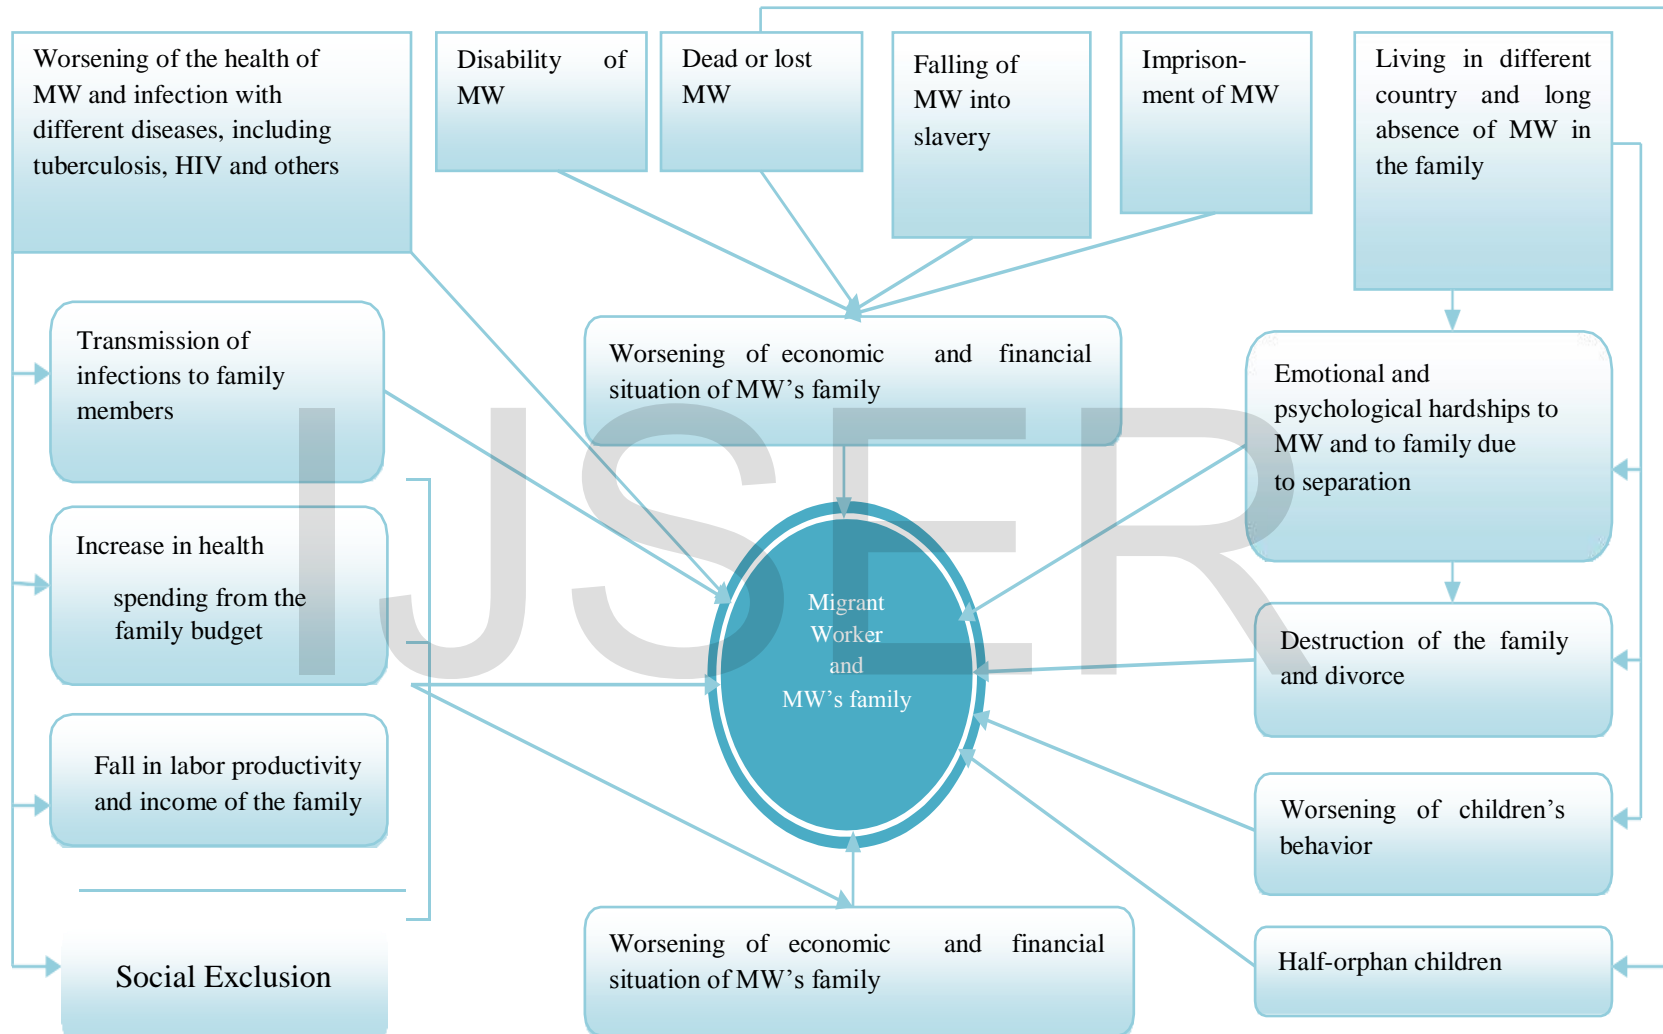 Worsening of the health of
MW and infection with
different diseases, including
tuberculosis, HIV and others
Disability of
MW
Dead or lost
MW
Falling of
MW into
slavery
Imprison-
ment of MW
Living in different
country and long
absence of MW in
the family
Transmission of
infections to family
members
Worsening of economic and financial
situation of MW's family
Emotional and
psychological hardships to
MW and to family due
to separation
Increase in health
spending from the
family budget
Migrant
Worker
and
MW's family
Destruction of the family
and divorce
Fall in labor productivity
and income of the family
Worsening of children's
behavior
Social Exclusion
Worsening of economic and financial
situation of MW's family
Half-orphan children
IJSER